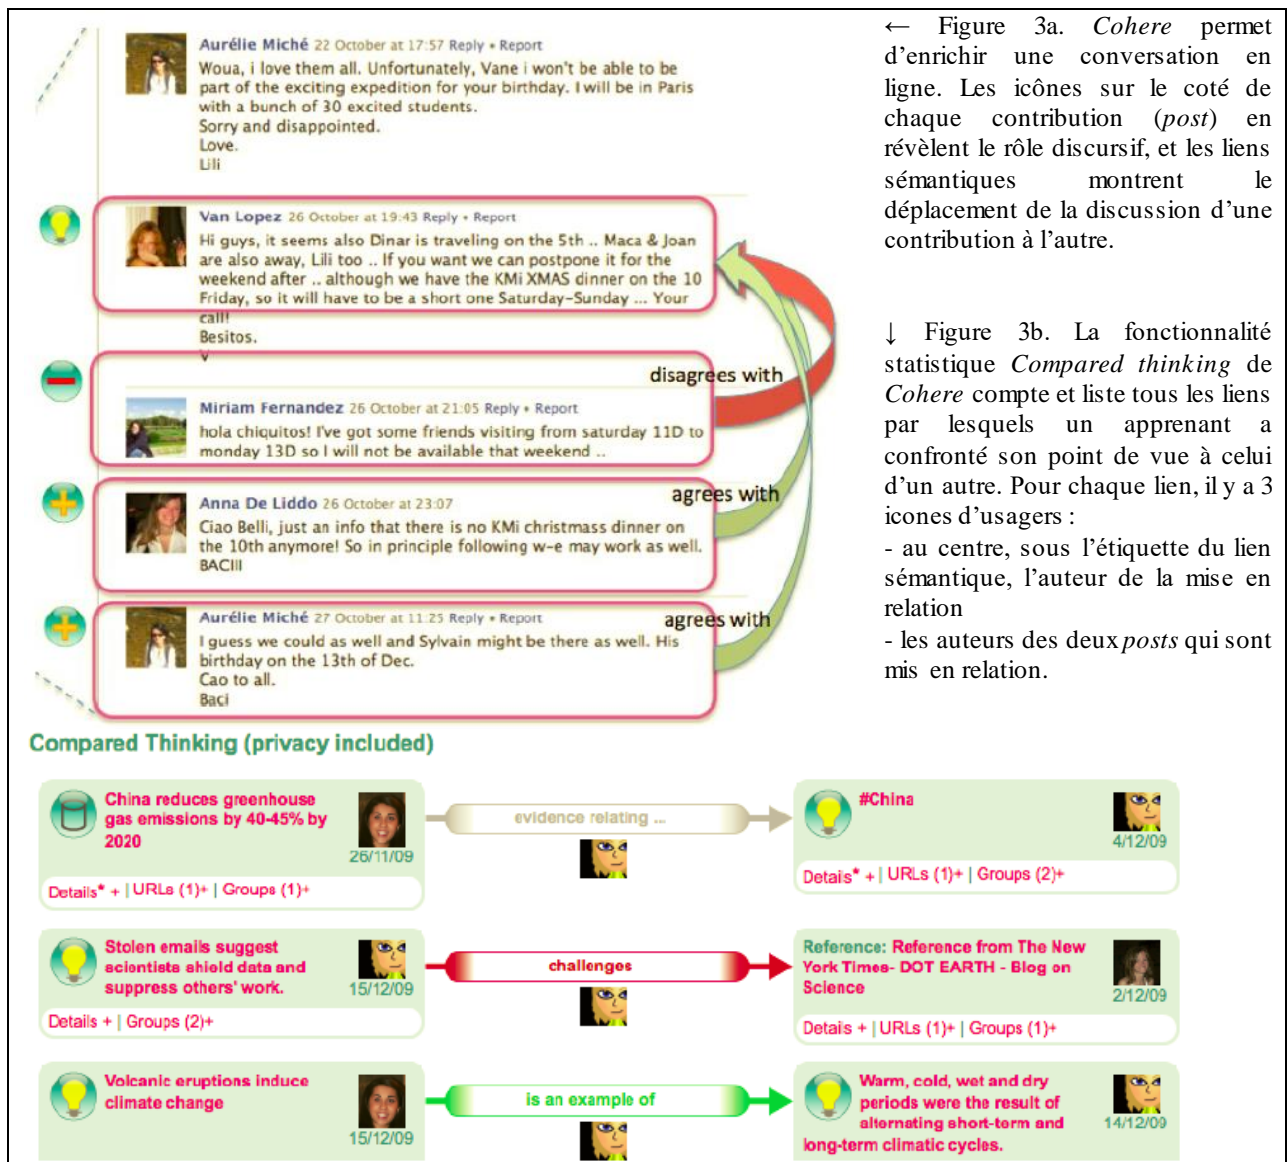 Aurélie Miché 22 October at 17:57 Reply • Report
Woua, i love them all. Unfortunately, Vane i won't be able to be
part of the exciting expedition for your birthday. I will be in Paris
with a bunch of 30 excited students.
Sorry and disappointed.
Love.
Lili
Van Lopez 26 October at 19:43 Reply • Report
Hi guys, it seems also Dinar is traveling on the 5th .. Maca & Joan
are also away, Lili too .. If you want we can postpone it for the
weekend after .. although we have the KMi XMAS dinner on the 10
Friday, so it will have to be a short one Saturday-Sunday ... Your
call!
Besitos.
V
disagrees with
Miriam Fernandez 26 October at 21:05 Reply • Report
hola chiquitos! I've got some friends visiting from saturday 11D to
monday 13D so I will not be available that weekend ..
agrees with
Anna De Liddo 26 October at 23:07
Ciao Belli, just an info that there is no KMi christmass dinner on
the 10th anymore! So in principle following w-e may work as well.
BACIII
agrees with
Aurélie Miché 27 October at 11:25 Reply • Report
I guess we could as well and Sylvain might be there as well. His
birthday on the 13th of Dec.
Cao to all.
Baci
← Figure 3a. Cohere permet
d'enrichir une conversation en
ligne. Les icônes sur le coté de
chaque contribution (post) en
révèlent le rôle discursif, et les liens
sémantiques montrent le
déplacement de la discussion d'une
contribution à l'autre.
↓ Figure 3b. La fonctionnalité
statistique Compared thinking de
Cohere compte et liste tous les liens
par lesquels un apprenant a
confronté son point de vue à celui
d'un autre. Pour chaque lien, il y a 3
icones d'usagers :
- au centre, sous l'étiquette du lien
sémantique, l'auteur de la mise en
relation
- les auteurs des deux posts qui sont
mis en relation.
Compared Thinking (privacy included)
China reduces greenhouse
gas emissions by 40-45% by
2020
26/11/09
Details* + | URLs (1)+ | Groups (1)+
evidence relating ...
#China
4/12/09
Details* + | URLs (1)+ | Groups (2)+
Stolen emails suggest
scientists shield data and
suppress others' work.
15/12/09
Details + | Groups (2)+
challenges
Reference: Reference from The New
York Times- DOT EARTH - Blog on
Science
2/12/09
Details + | URLs (1)+ | Groups (1)+
Volcanic eruptions induce
climate change
15/12/09
is an example of
Warm, cold, wet and dry
periods were the result of
alternating short-term and
long-term climatic cycles.
14/12/09